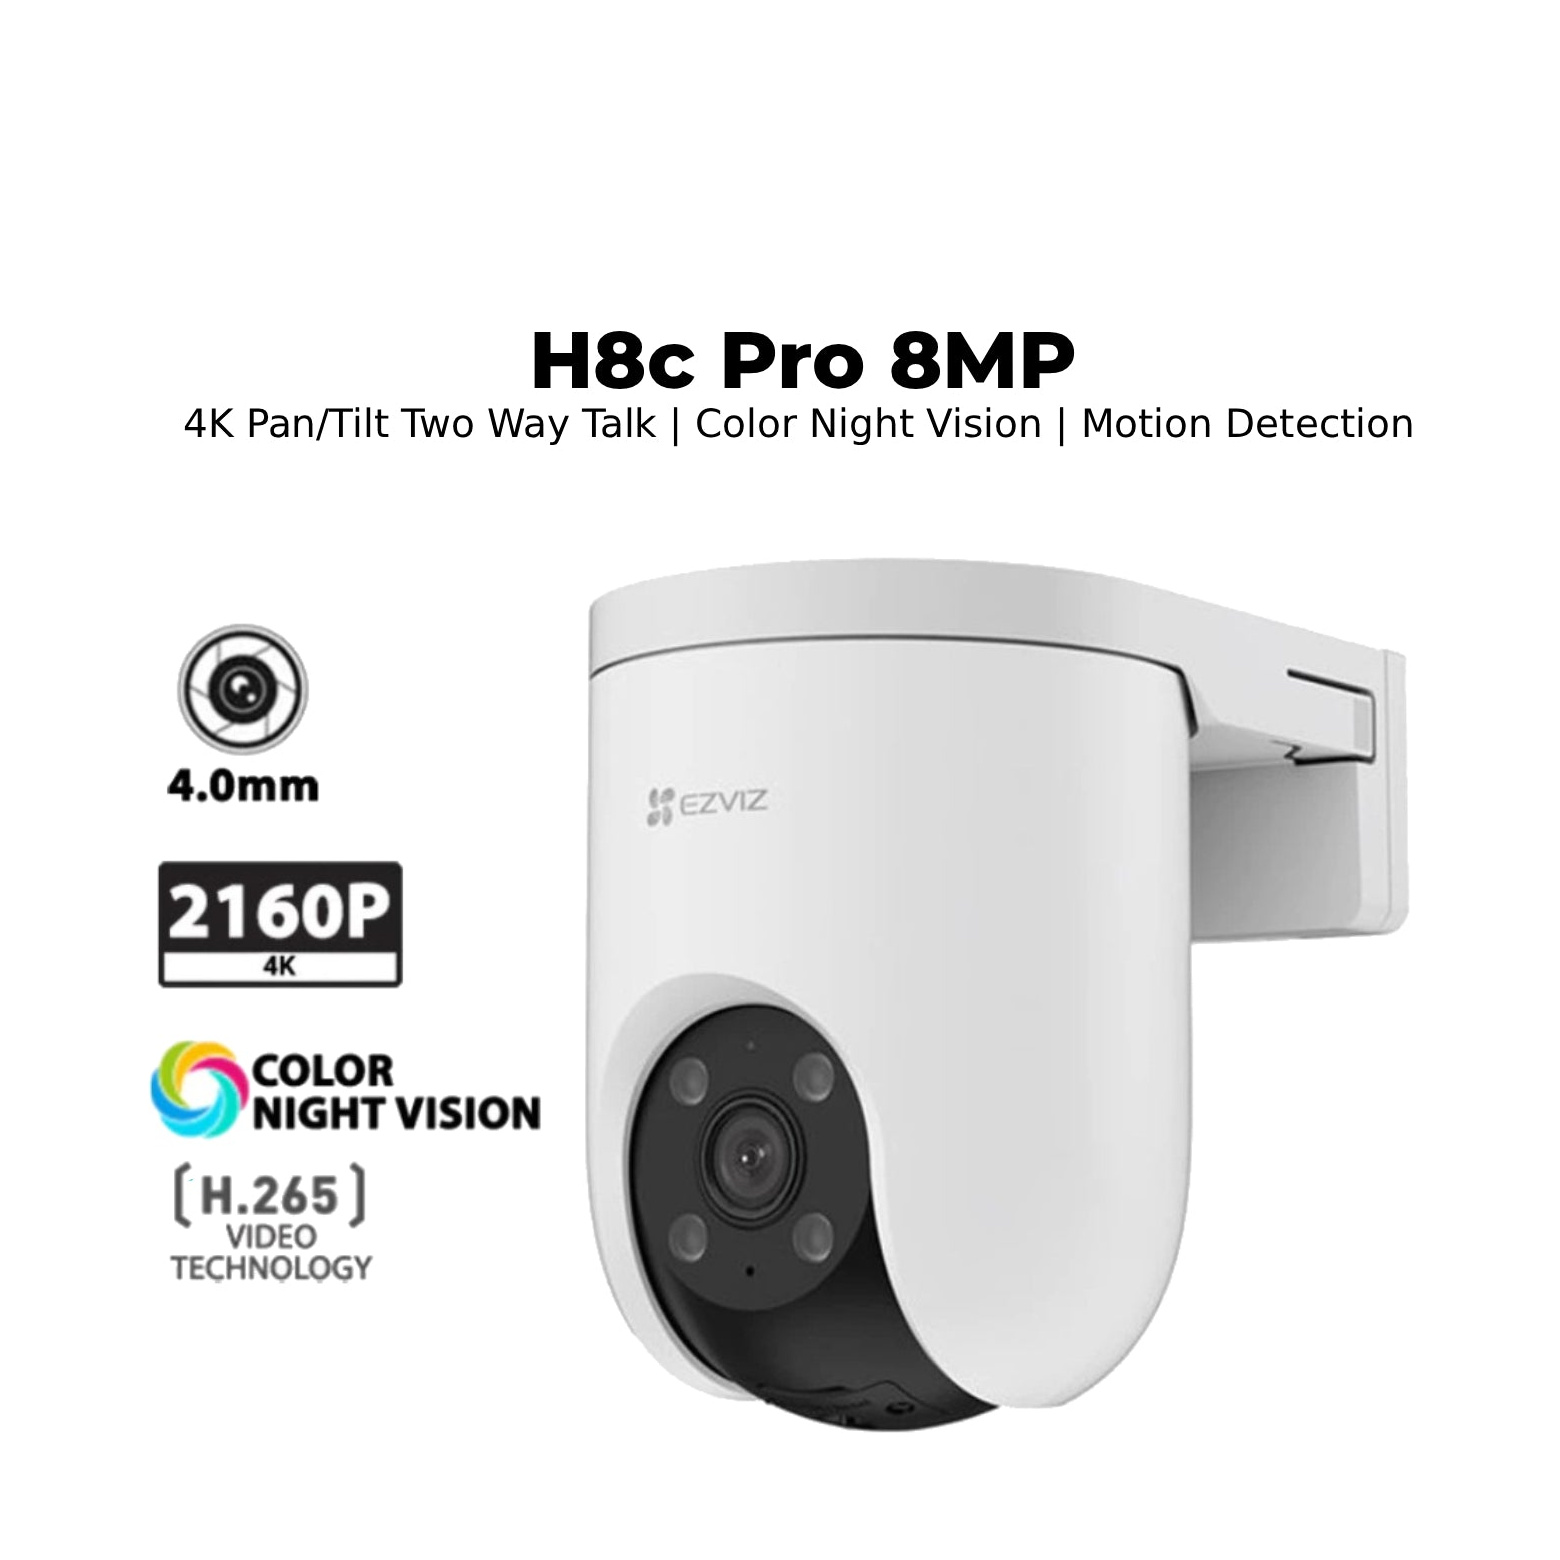 H8c Pro 8MP
4K Pan/Tilt Two Way Talk | Color Night Vision | Motion Detection
4.0mm
EZVIZ
2160P
4K
COLOR
NIGHT VISION
[H.265]
VIDEO
TECHNOLOGY